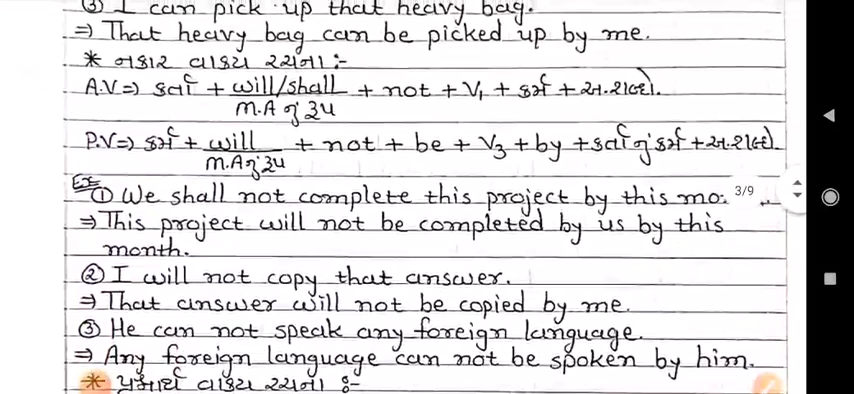 ③ I can pick up that heavy bag.
⇒ That heavy bag can be picked up by me.
* નકાર વાકય રચના :-
A.V⇒ કર્તા + will/shall + not + V₁ + કર્મ + અ.શબ્દો.
M.A નું રૂપ
P.V⇒ કર્મ + will + not + be + V₃ + by + કર્તાનું કર્મ + અ.શબ્દો.
M.A નું રૂપ
Ex ① We shall not complete this project by this mo.
3/9
⇒ This project will not be completed by us by this
month.
② I will not copy that answer.
⇒ That answer will not be copied by me.
③ He can not speak any foreign language.
⇒ Any foreign language can not be spoken by him.
* પ્રશ્નાર્થ વાકય રચના :-